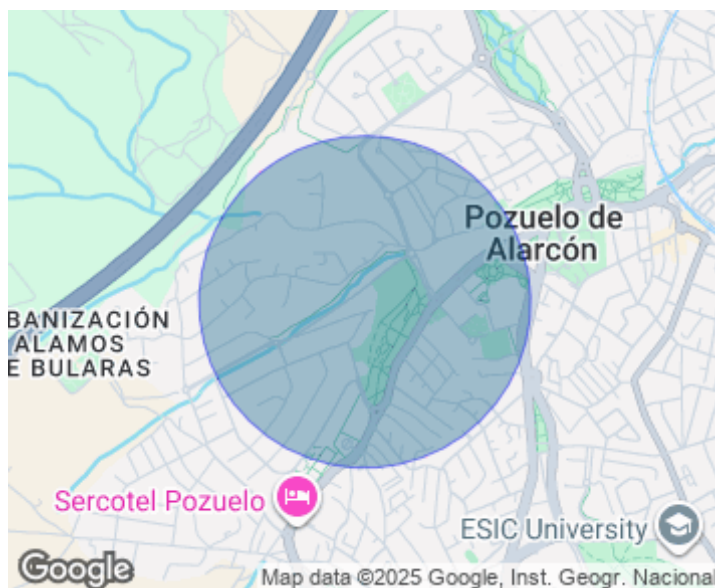 Pozuelo de
Alarcón
BANIZACIÓN
ALAMOS
E BULARAS
Sercotel Pozuelo
ESIC University
Google
Map data ©2025 Google, Inst. Geogr. Nacional